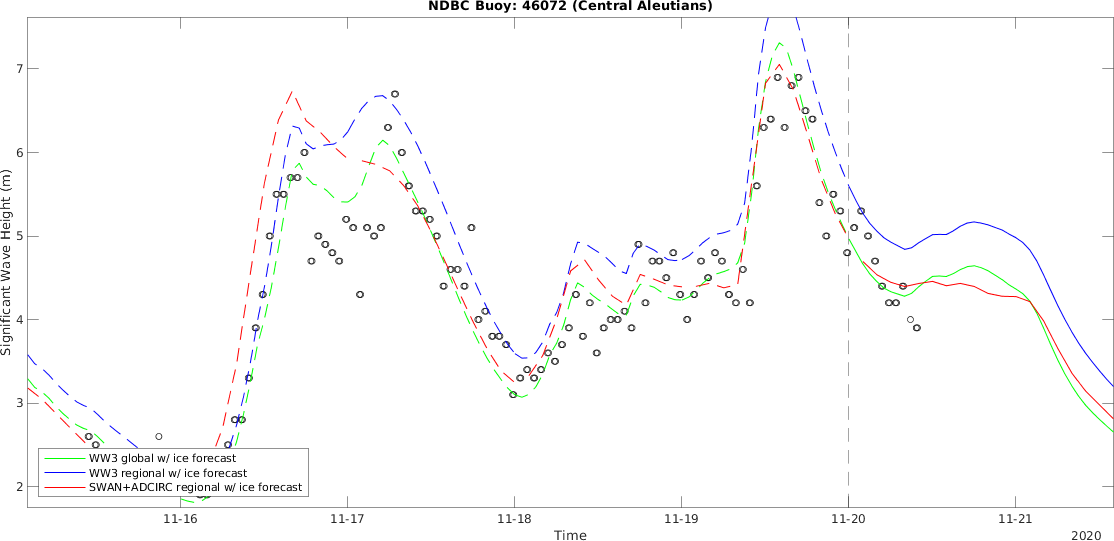 NDBC Buoy: 46072 (Central Aleutians)
Significant Wave Height (m)
7
6
5
4
3
2
WW3 global w/ ice forecast
WW3 regional w/ ice forecast
SWAN+ADCIRC regional w/ ice forecast
11-16
11-17
11-18
11-19
11-20
11-21
Time
2020